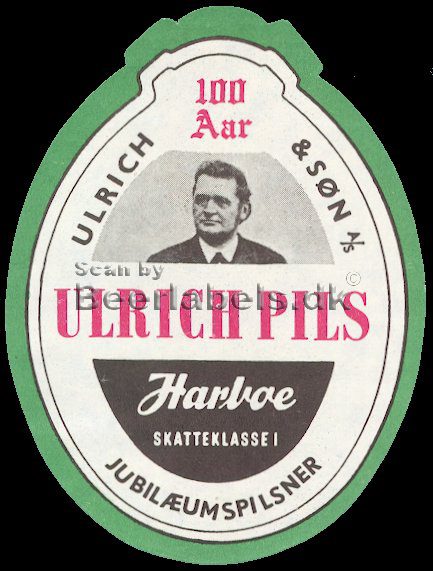 100
Aar
ULRICH & SØN A/S
Scan by
Beerlabels.dk ©
ULRICH PILS
Harboe
SKATTEKLASSE I
JUBILÆUMSPILSNER